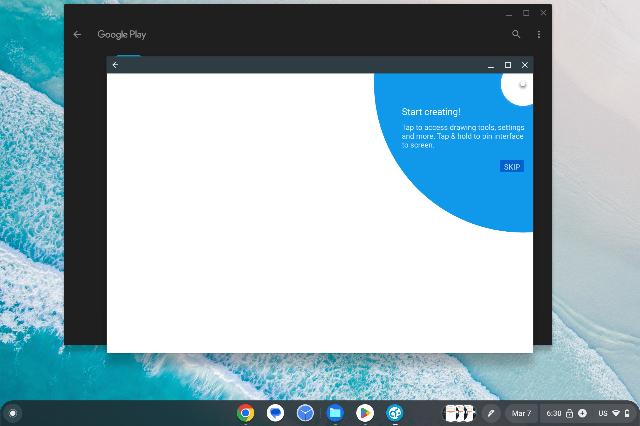 Google Play
Start creating!
Tap to access drawing tools, settings
and more. Tap & hold to pin interface
to screen.
SKIP
Mar 7
6:30
US